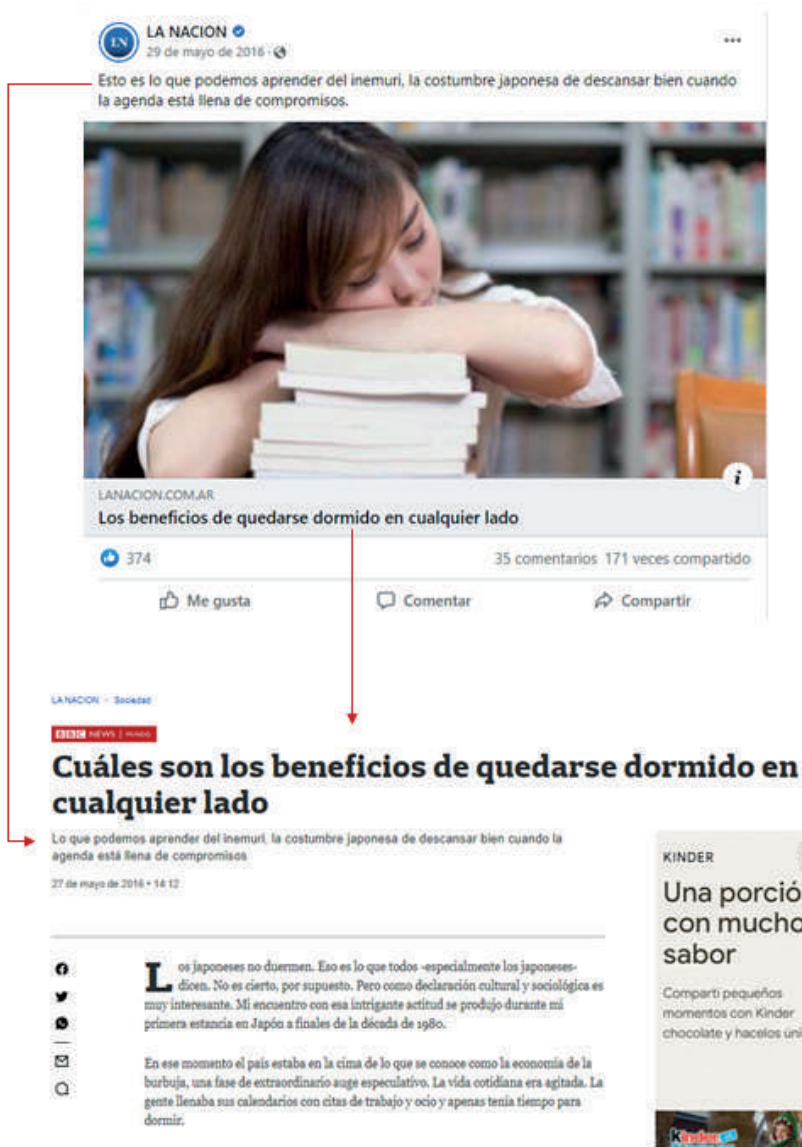 LA NACION
29 de mayo de 2016
Esto es lo que podemos aprender del inemuri, la costumbre japonesa de descansar bien cuando
la agenda está llena de compromisos.
LANACION.COM.AR
Los beneficios de quedarse dormido en cualquier lado
374
35 comentarios 171 veces compartido
Me gusta
Comentar
Compartir
LA NACION > Sociedad
BBC NEWS | MUNDO
Cuáles son los beneficios de quedarse dormido en
cualquier lado
Lo que podemos aprender del inemuri, la costumbre japonesa de descansar bien cuando la
agenda está llena de compromisos
27 de mayo de 2016 • 14:12
Los japoneses no duermen. Eso es lo que todos -especialmente los japoneses-
dicen. No es cierto, por supuesto. Pero como declaración cultural y sociológica es
muy interesante. Mi encuentro con esa intrigante actitud se produjo durante mi
primera estancia en Japón a finales de la década de 1980.
En ese momento el país estaba en la cima de lo que se conoce como la economía de la
burbuja, una fase de extraordinario auge especulativo. La vida cotidiana era agitada. La
gente llenaba sus calendarios con citas de trabajo y ocio y apenas tenía tiempo para
dormir.
KINDER
Una porció
con mucho
sabor
Compartí pequeños
momentos con Kinder
chocolate y hacelos úni
Kinder